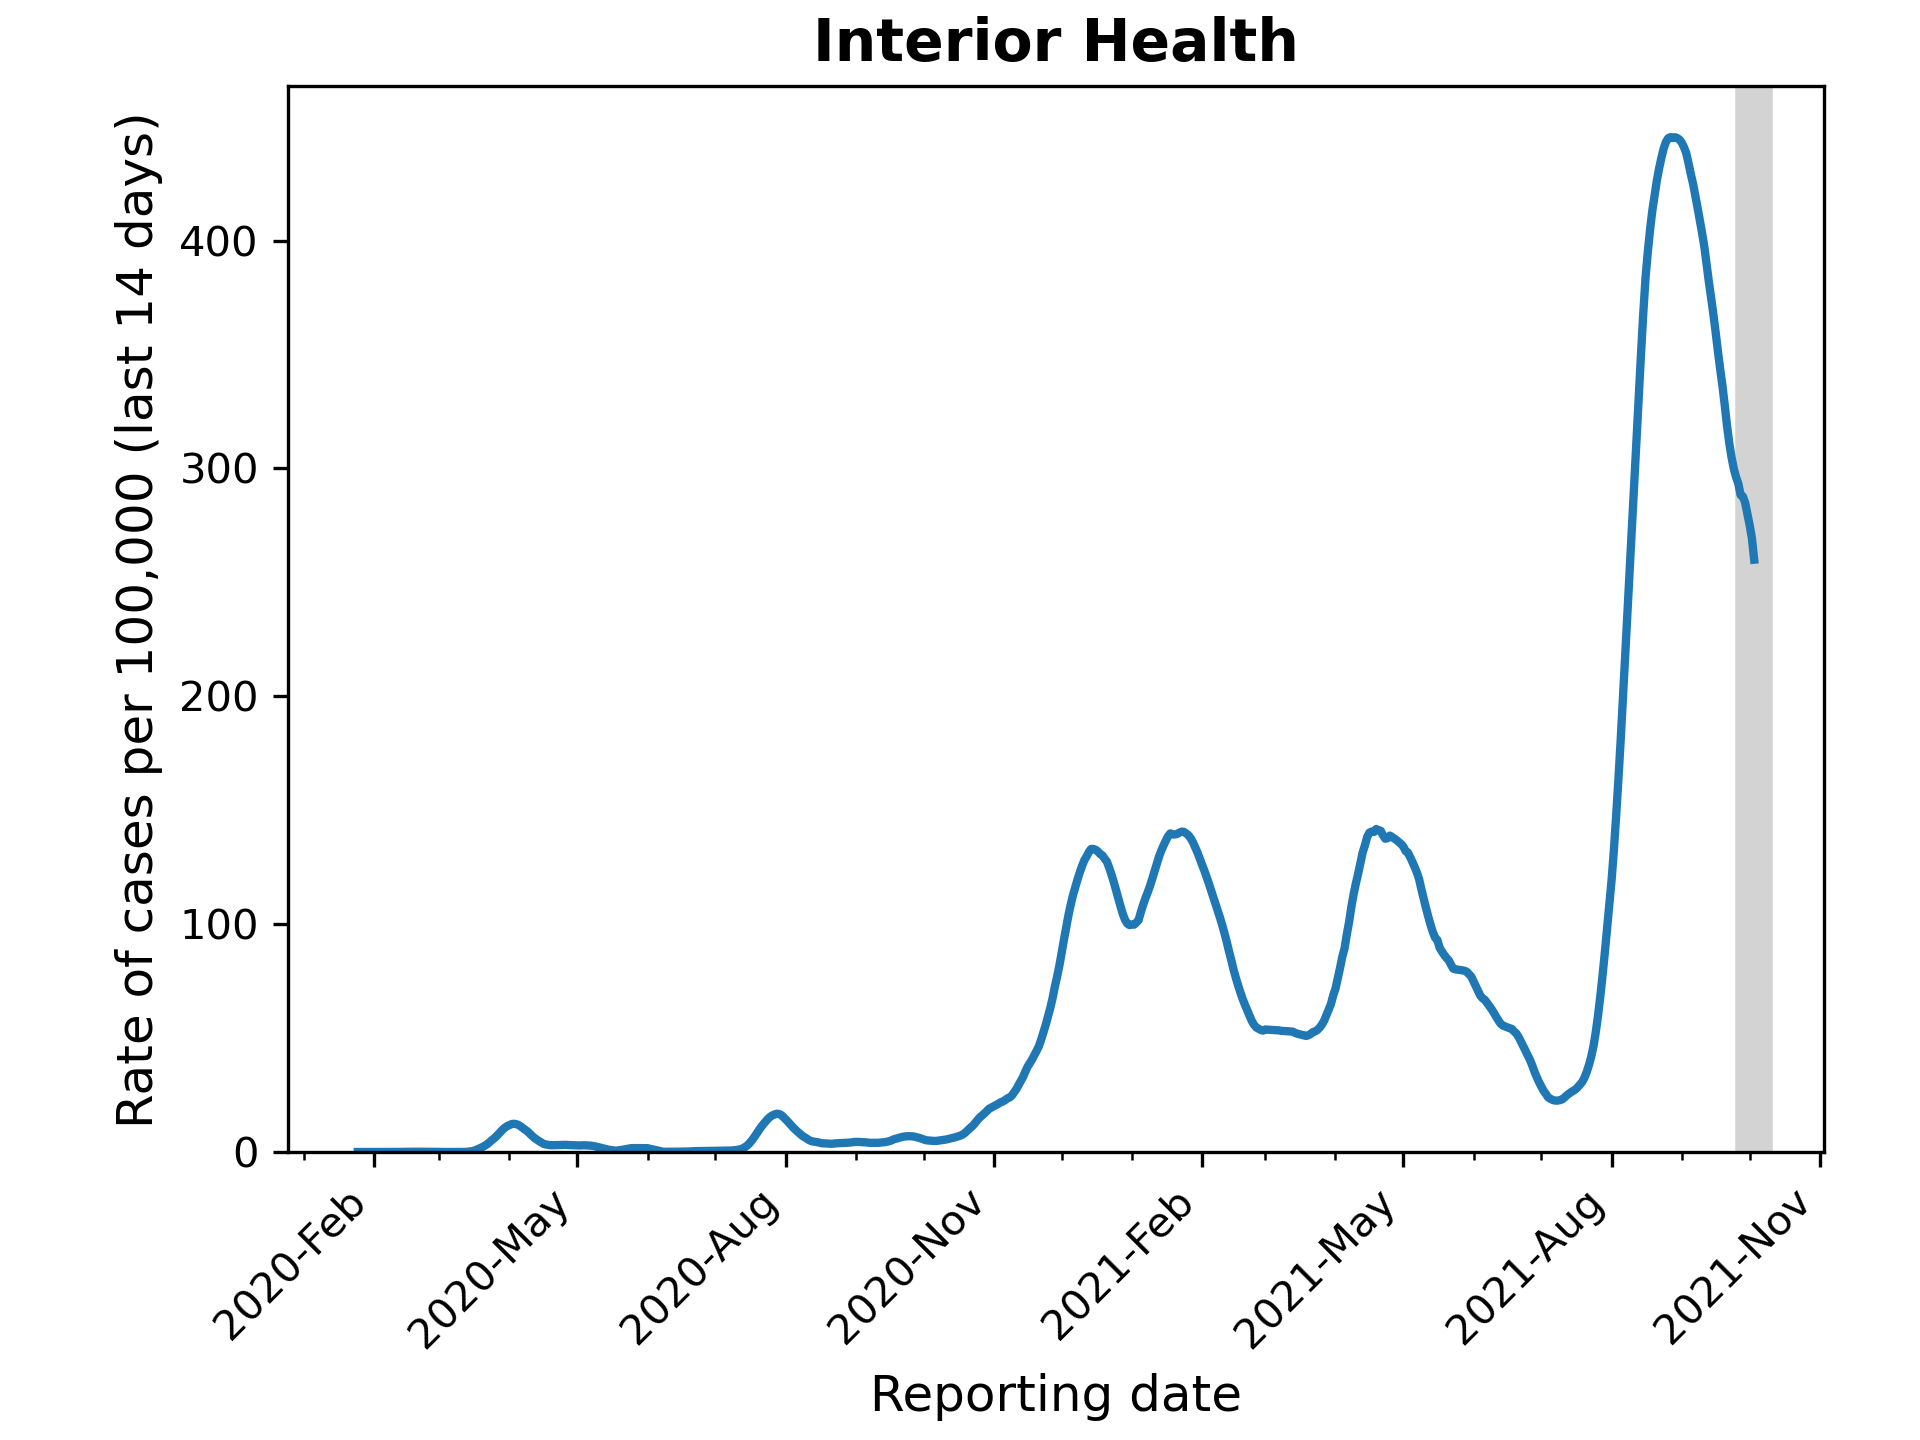 Interior Health
Rate of cases per 100,000 (last 14 days)
400
300
200
100
0
2020-Feb
2020-May
2020-Aug
2020-Nov
2021-Feb
2021-May
2021-Aug
2021-Nov
Reporting date